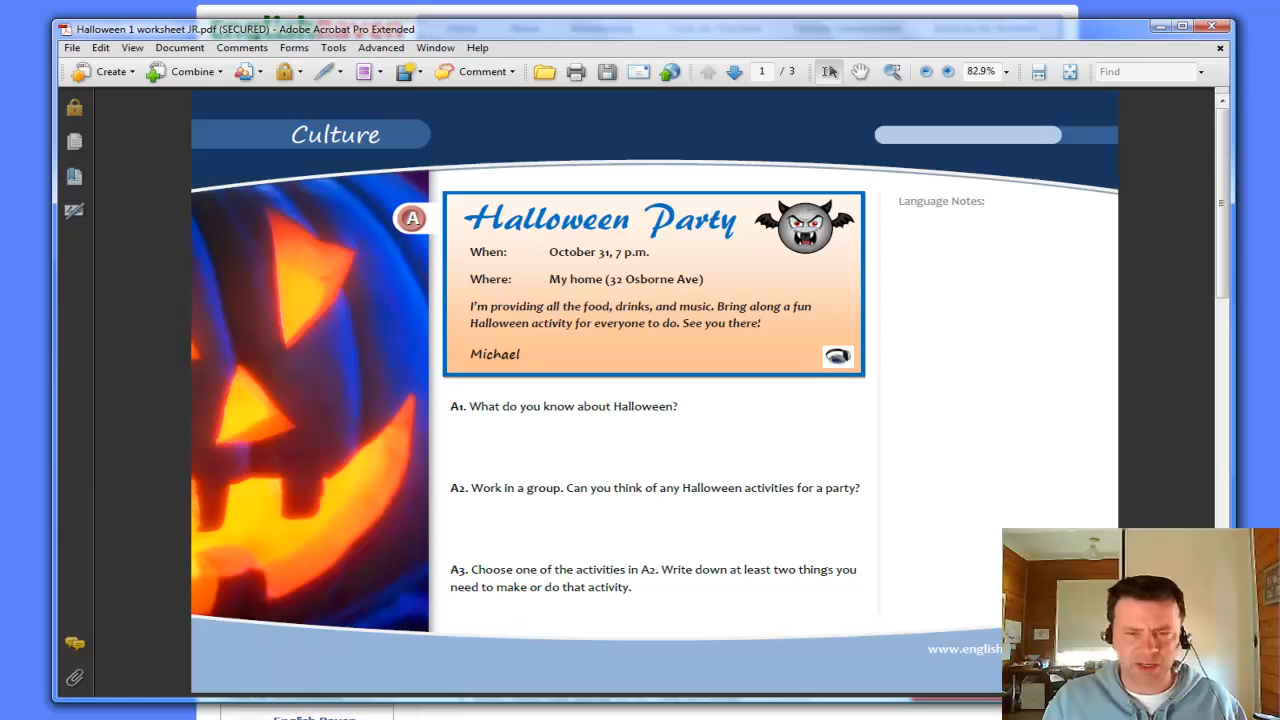 Halloween 1 worksheet JR.pdf (SECURED) - Adobe Acrobat Pro Extended
File Edit View Document Comments Forms Tools Advanced Window Help
Create Combine Comment 1 / 3 82.9% Find
Culture
A
Halloween Party
When: October 31, 7 p.m.
Where: My home (32 Osborne Ave)
I'm providing all the food, drinks, and music. Bring along a fun
Halloween activity for everyone to do. See you there!
Michael
Language Notes:
A1. What do you know about Halloween?
A2. Work in a group. Can you think of any Halloween activities for a party?
A3. Choose one of the activities in A2. Write down at least two things you
need to make or do that activity.
www.english
English Raven